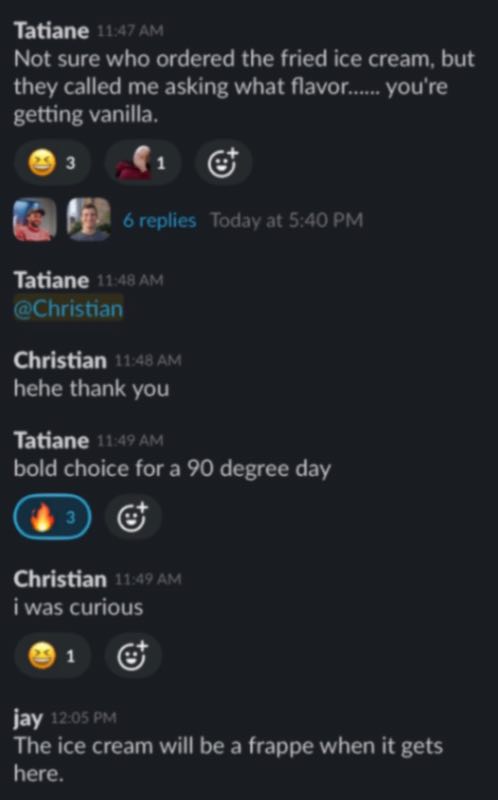 Tatiane 11:47 AM
Not sure who ordered the fried ice cream, but
they called me asking what flavor...... you're
getting vanilla.
3 1
6 replies Today at 5:40 PM
Tatiane 11:48 AM
@Christian
Christian 11:48 AM
hehe thank you
Tatiane 11:49 AM
bold choice for a 90 degree day
3
Christian 11:49 AM
i was curious
1
jay 12:05 PM
The ice cream will be a frappe when it gets
here.